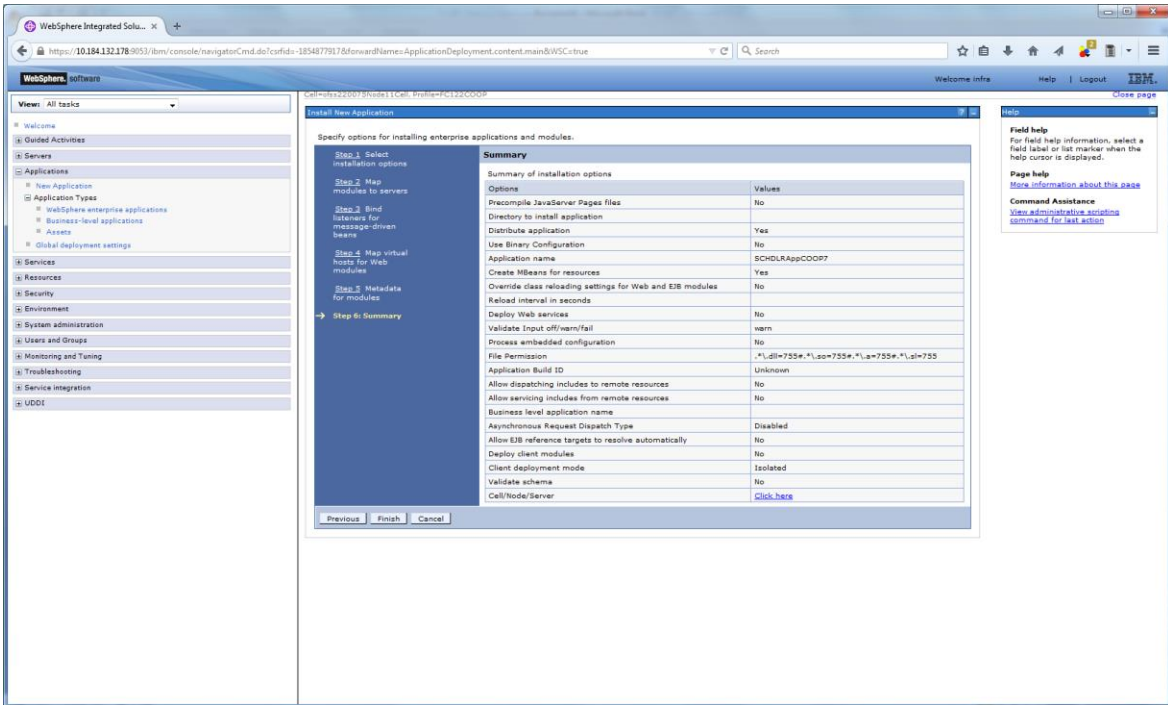 WebSphere Integrated Solu...
https://10.184.132.178:9053/ibm/console/navigatorCmd.do?csrfid=-1854877917&forwardName=ApplicationDeployment.content.main&WSC=true
Search
2
WebSphere. software
Welcome infra
Help | Logout
IBM.
View: All tasks
Welcome
Guided Activities
Servers
Applications
New Application
Application Types
WebSphere enterprise applications
Business-level applications
Assets
Global deployment settings
Services
Resources
Security
Environment
System administration
Users and Groups
Monitoring and Tuning
Troubleshooting
Service integration
UDDI
Cell=ofss220075Node11Cell, Profile=FC122COOP
Close page
Install New Application
Specify options for installing enterprise applications and modules.
Step 1 Select
installation options
Step 2 Map
modules to servers
Step 3 Bind
listeners for
message-driven
beans
Step 4 Map virtual
hosts for Web
modules
Step 5 Metadata
for modules
Step 6: Summary
Summary
Summary of installation options
Options Values
Precompile JavaServer Pages files No
Directory to install application
Distribute application Yes
Use Binary Configuration No
Application name SCHDLRAppCOOP7
Create MBeans for resources Yes
Override class reloading settings for Web and EJB modules No
Reload interval in seconds
Deploy Web services No
Validate Input off/warn/fail warn
Process embedded configuration No
File Permission .*\.dll=755#.*\.so=755#.*\.a=755#.*\.sl=755
Application Build ID Unknown
Allow dispatching includes to remote resources No
Allow servicing includes from remote resources No
Business level application name
Asynchronous Request Dispatch Type Disabled
Allow EJB reference targets to resolve automatically No
Deploy client modules No
Client deployment mode Isolated
Validate schema No
Cell/Node/Server Click here
Previous Finish Cancel
Help
Field help
For field help information, select a
field label or list marker when the
help cursor is displayed.
Page help
More information about this page
Command Assistance
View administrative scripting
command for last action